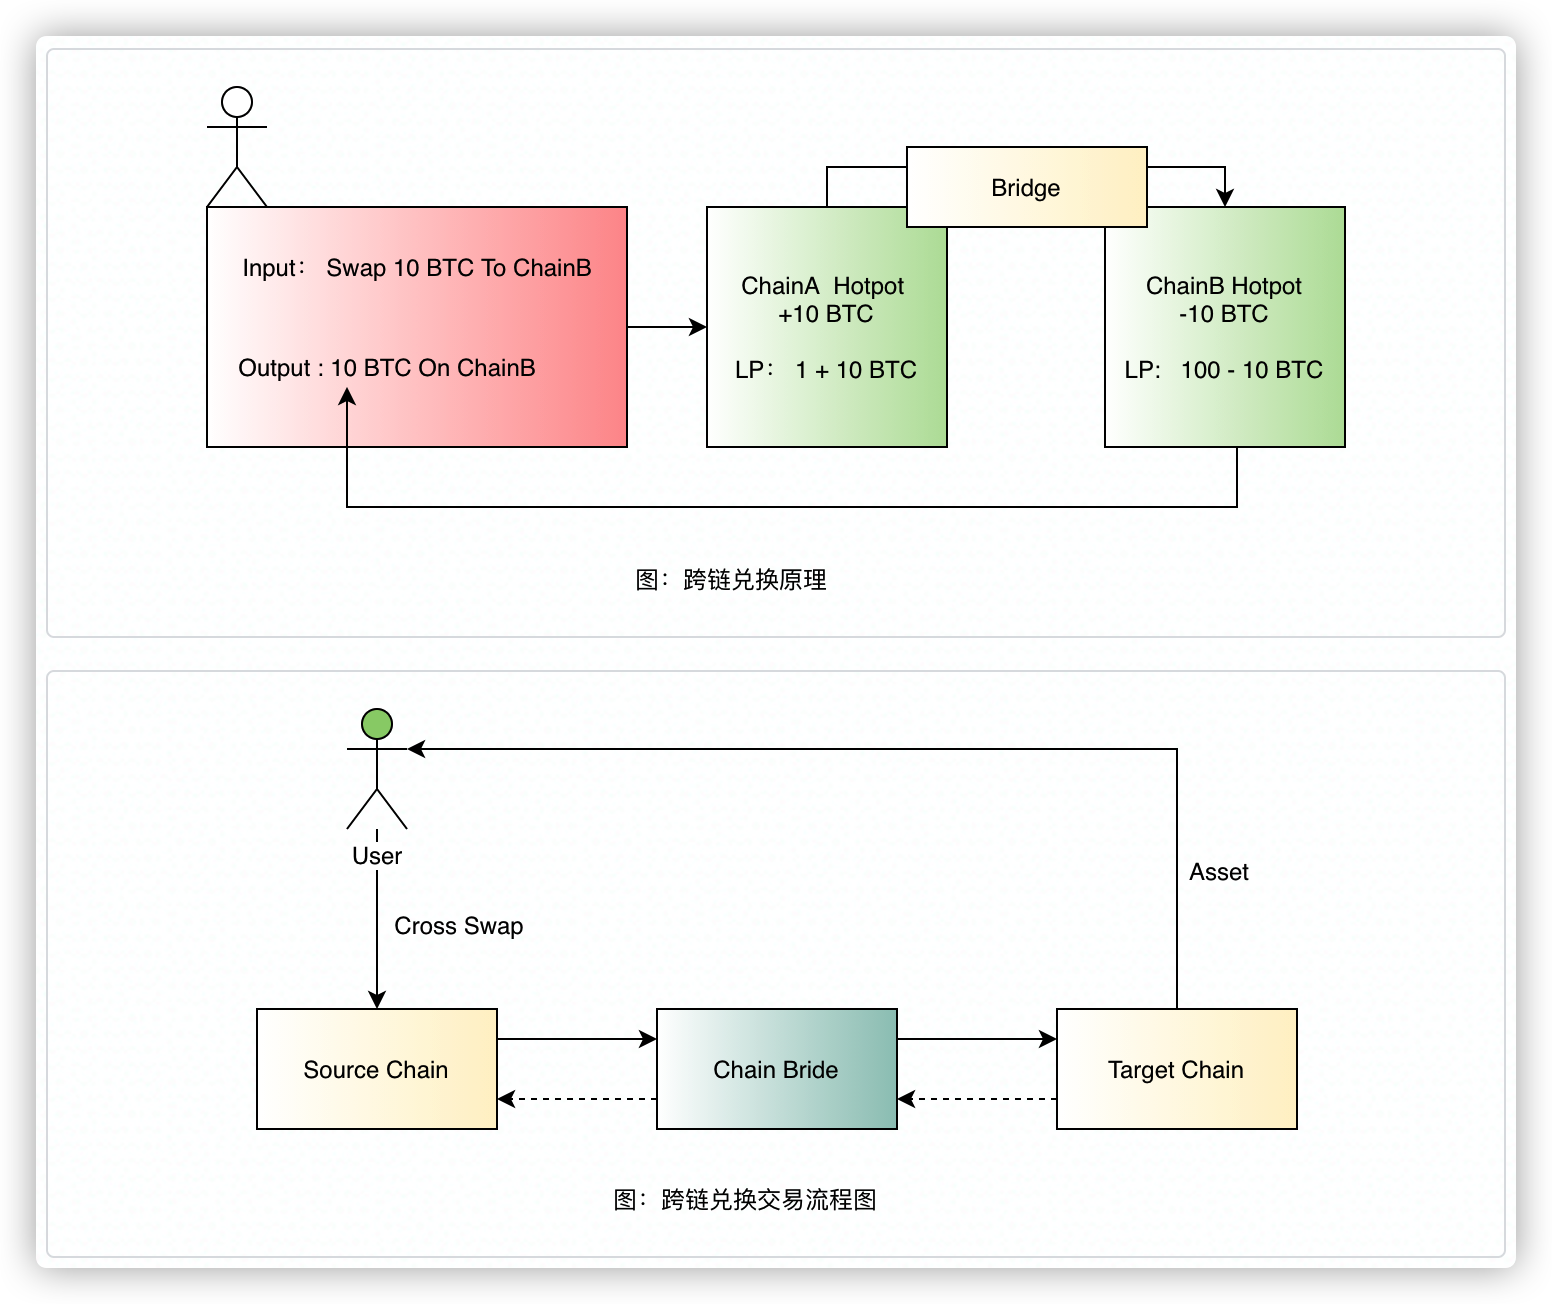 Bridge
Input： Swap 10 BTC To ChainB
Output : 10 BTC On ChainB
ChainA Hotpot
+10 BTC
LP： 1 + 10 BTC
ChainB Hotpot
-10 BTC
LP： 100 - 10 BTC
图：跨链兑换原理
User
Asset
Cross Swap
Source Chain
Chain Bride
Target Chain
图：跨链兑换交易流程图